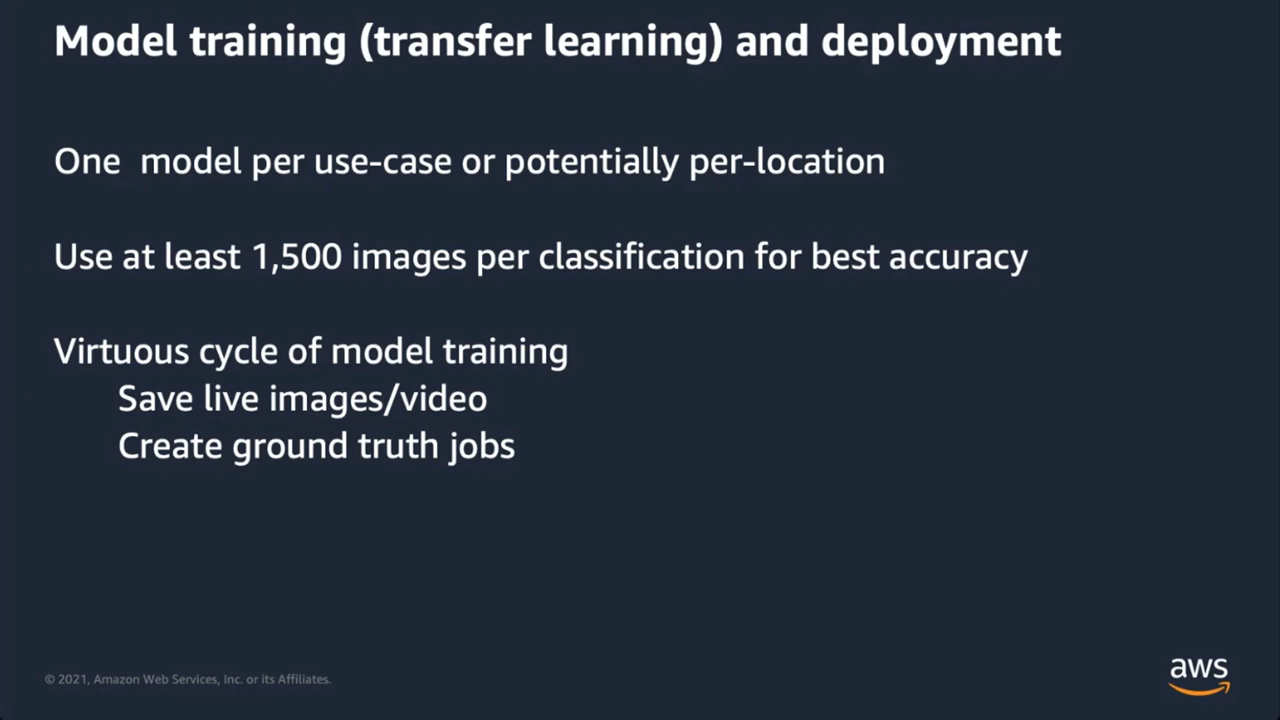 Model training (transfer learning) and deployment
One model per use-case or potentially per-location
Use at least 1,500 images per classification for best accuracy
Virtuous cycle of model training
Save live images/video
Create ground truth jobs
© 2021, Amazon Web Services, Inc. or its Affiliates.
aws